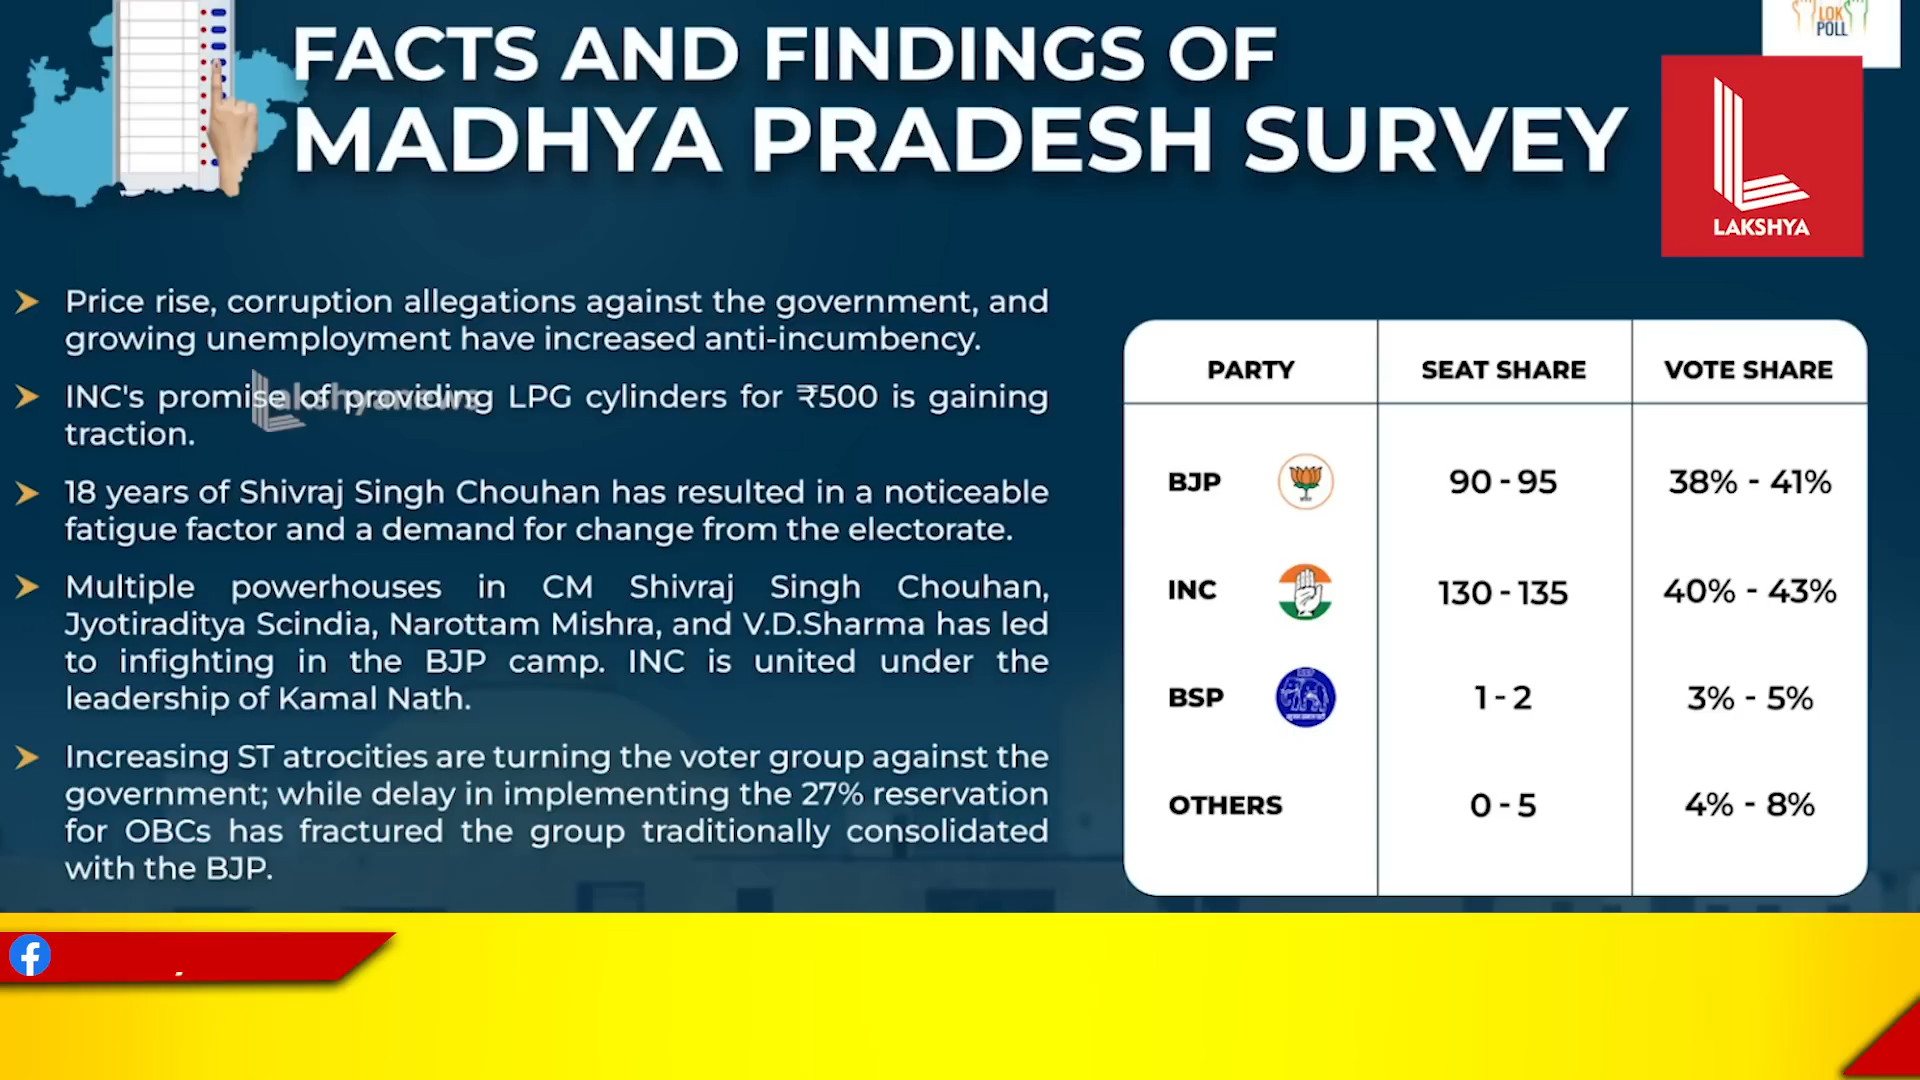 FACTS AND FINDINGS OF
MADHYA PRADESH SURVEY
LOK
POLL
LAKSHYA
Price rise, corruption allegations against the government, and
growing unemployment have increased anti-incumbency.
INC's promise of providing LPG cylinders for ₹500 is gaining
traction.
Lakshyanews
18 years of Shivraj Singh Chouhan has resulted in a noticeable
fatigue factor and a demand for change from the electorate.
Multiple powerhouses in CM Shivraj Singh Chouhan,
Jyotiraditya Scindia, Narottam Mishra, and V.D.Sharma has led
to infighting in the BJP camp. INC is united under the
leadership of Kamal Nath.
Increasing ST atrocities are turning the voter group against the
government; while delay in implementing the 27% reservation
for OBCs has fractured the group traditionally consolidated
with the BJP.
PARTY SEAT SHARE VOTE SHARE
BJP 90 - 95 38% - 41%
INC 130 - 135 40% - 43%
BSP 1 - 2 3% - 5%
OTHERS 0 - 5 4% - 8%